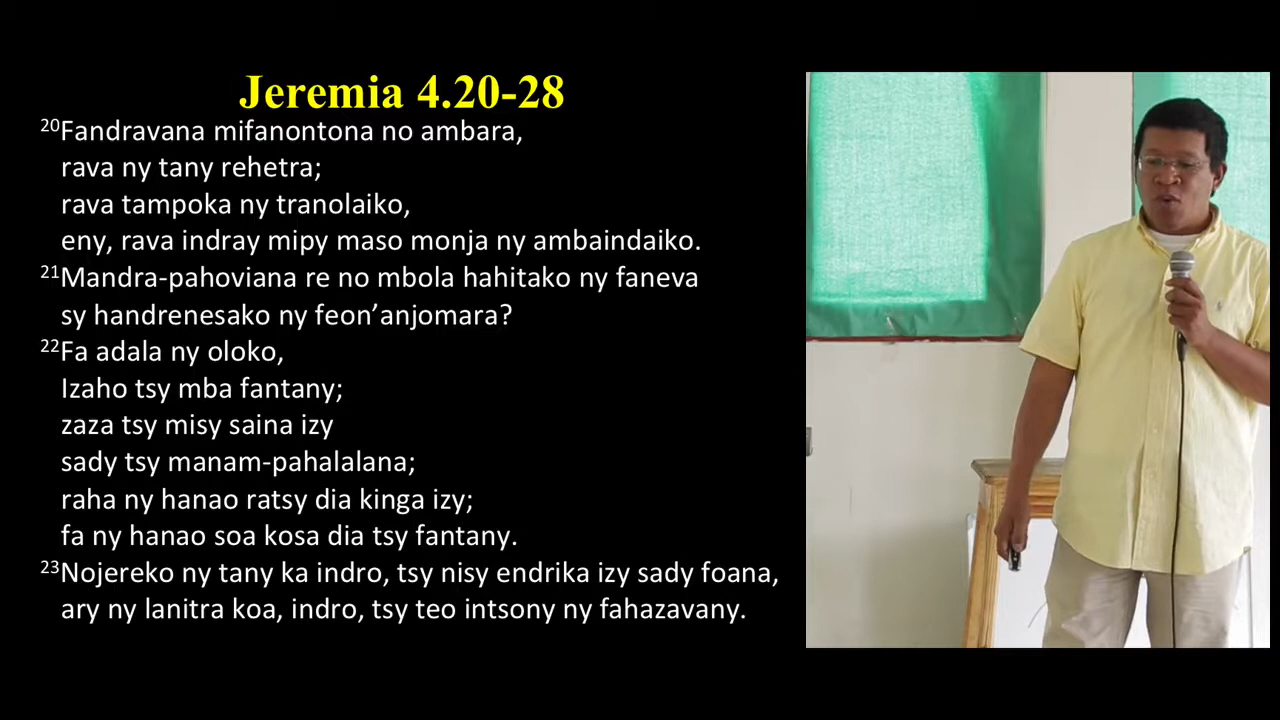 Jeremia 4.20-28
20Fandravana mifanontona no ambara,
rava ny tany rehetra;
rava tampoka ny tranolaiko,
eny, rava indray mipy maso monja ny ambaindaiko.
21Mandra-pahoviana re no mbola hahitako ny faneva
sy handrenesako ny feon’anjomara?
22Fa adala ny oloko,
Izaho tsy mba fantany;
zaza tsy misy saina izy
sady tsy manam-pahalalana;
raha ny hanao ratsy dia kinga izy;
fa ny hanao soa kosa dia tsy fantany.
23Nojereko ny tany ka indro, tsy nisy endrika izy sady foana,
ary ny lanitra koa, indro, tsy teo intsony ny fahazavany.